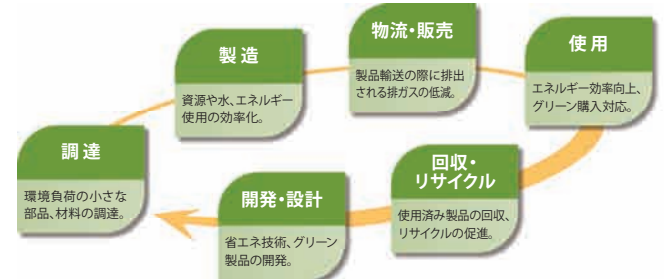 調達
環境負荷の小さな
部品、材料の調達。
製造
資源や水、エネルギー
使用の効率化。
物流・販売
製品輸送の際に排出
される排ガスの低減。
使用
エネルギー効率向上、
グリーン購入対応。
回収・
リサイクル
使用済み製品の回収、
リサイクルの促進。
開発・設計
省エネ技術、グリーン
製品の開発。